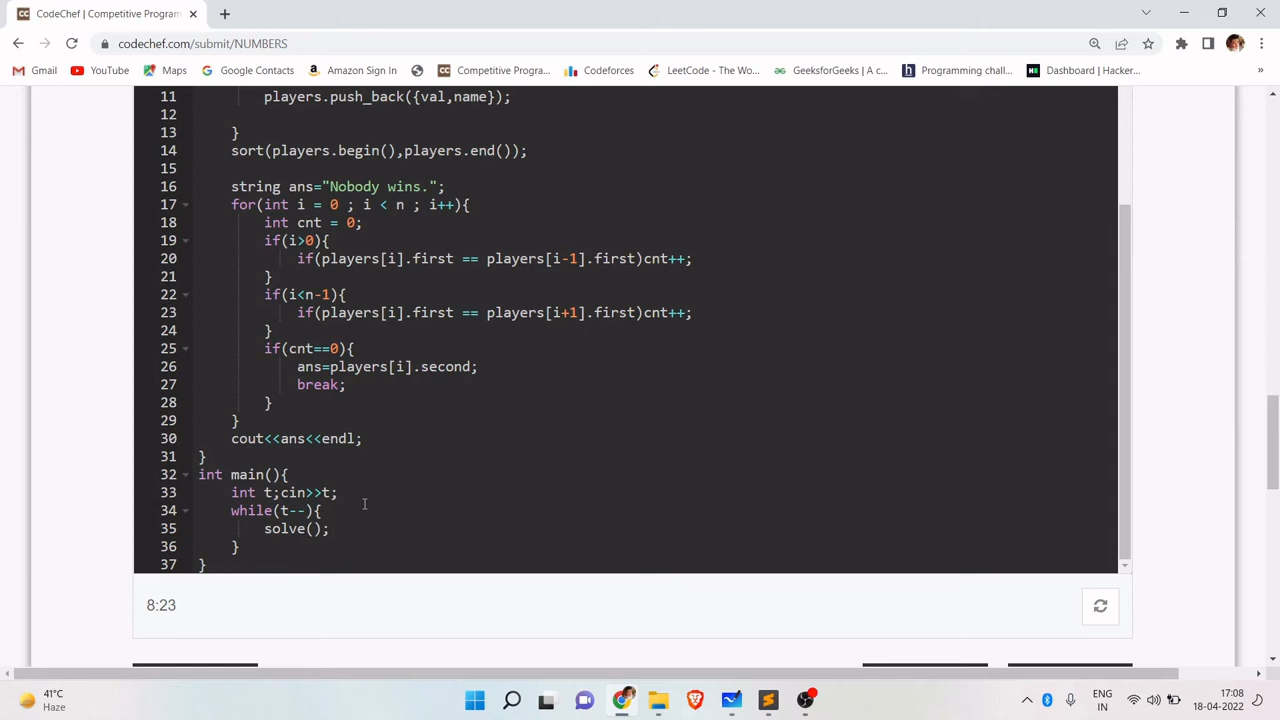 CodeChef | Competitive Program
codechef.com/submit/NUMBERS
Gmail YouTube Maps Google Contacts Amazon Sign In Competitive Progra... Codeforces LeetCode - The Wo... GeeksforGeeks | A c... Programming chall... Dashboard | Hacker... »
11 players.push_back({val,name});
12
13 }
14 sort(players.begin(),players.end());
15
16 string ans="Nobody wins.";
17 for(int i = 0 ; i < n ; i++){
18 int cnt = 0;
19 if(i>0){
20 if(players[i].first == players[i-1].first)cnt++;
21 }
22 if(i<n-1){
23 if(players[i].first == players[i+1].first)cnt++;
24 }
25 if(cnt==0){
26 ans=players[i].second;
27 break;
28 }
29 }
30 cout<<ans<<endl;
31 }
32 int main(){
33 int t;cin>>t;
34 while(t--){
35 solve();
36 }
37 }
8:23
41°C
Haze
ENG
IN
17:08
18-04-2022